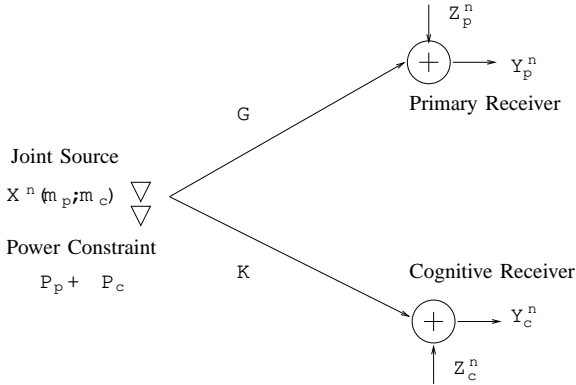 Z_p^n
+
Y_p^n
Primary Receiver
G
Joint Source
X^n(m_p;m_c)
Power Constraint
P_p + P_c
K
Cognitive Receiver
+
Y_c^n
Z_c^n